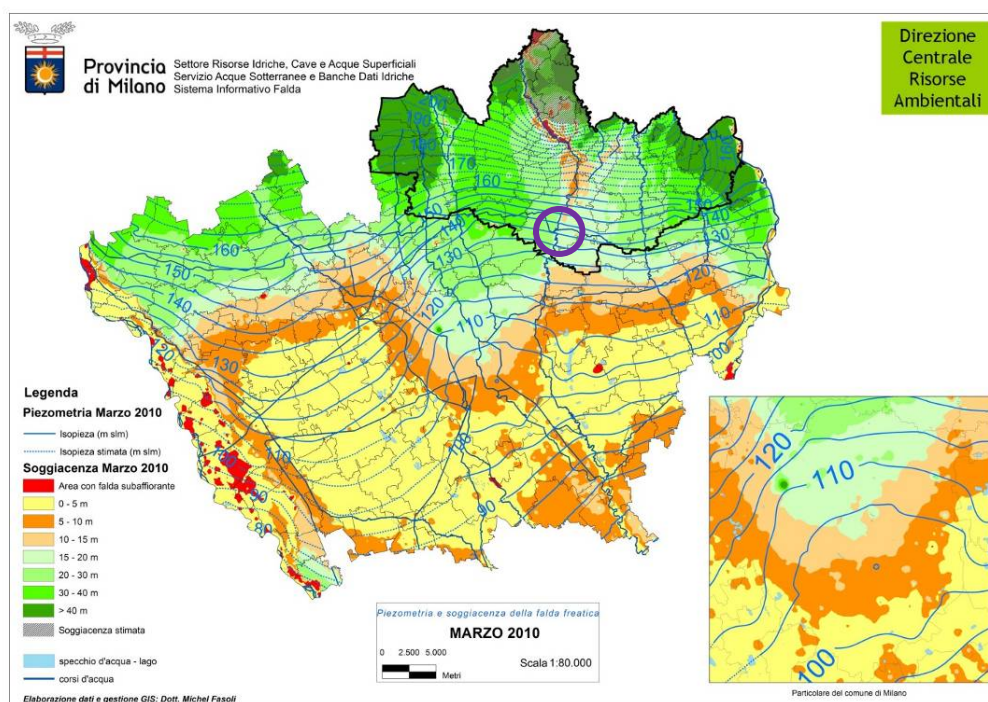 Provincia
di Milano
Settore Risorse Idriche, Cave e Acque Superficiali
Servizio Acque Sotterranee e Banche Dati Idriche
Sistema Informativo Falda
Direzione
Centrale
Risorse
Ambientali
200
190
180
170
160
160
140
130
150
140
130
120
160
150
140
120
130
120
110
110
100
110
100
90
90
80
Legenda
Piezometria Marzo 2010
Isopieza (m slm)
Isopieza stimata (m slm)
Soggiacenza Marzo 2010
Area con falda subaffiorante
0 - 5 m
5 - 10 m
10 - 15 m
15 - 20 m
20 - 30 m
30 - 40 m
> 40 m
Soggiacenza stimata
specchio d'acqua - lago
corsi d'acqua
Elaborazione dati e gestione GIS: Dott. Michel Fasoli
Piezometria e soggiacenza della falda freatica
MARZO 2010
0 2.500 5.000
Metri
Scala 1:80.000
120
110
100
Particolare del comune di Milano